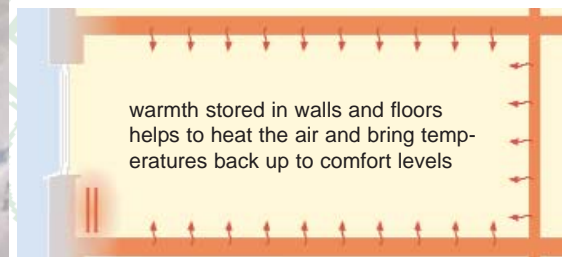 warmth stored in walls and floors
helps to heat the air and bring temp-
eratures back up to comfort levels